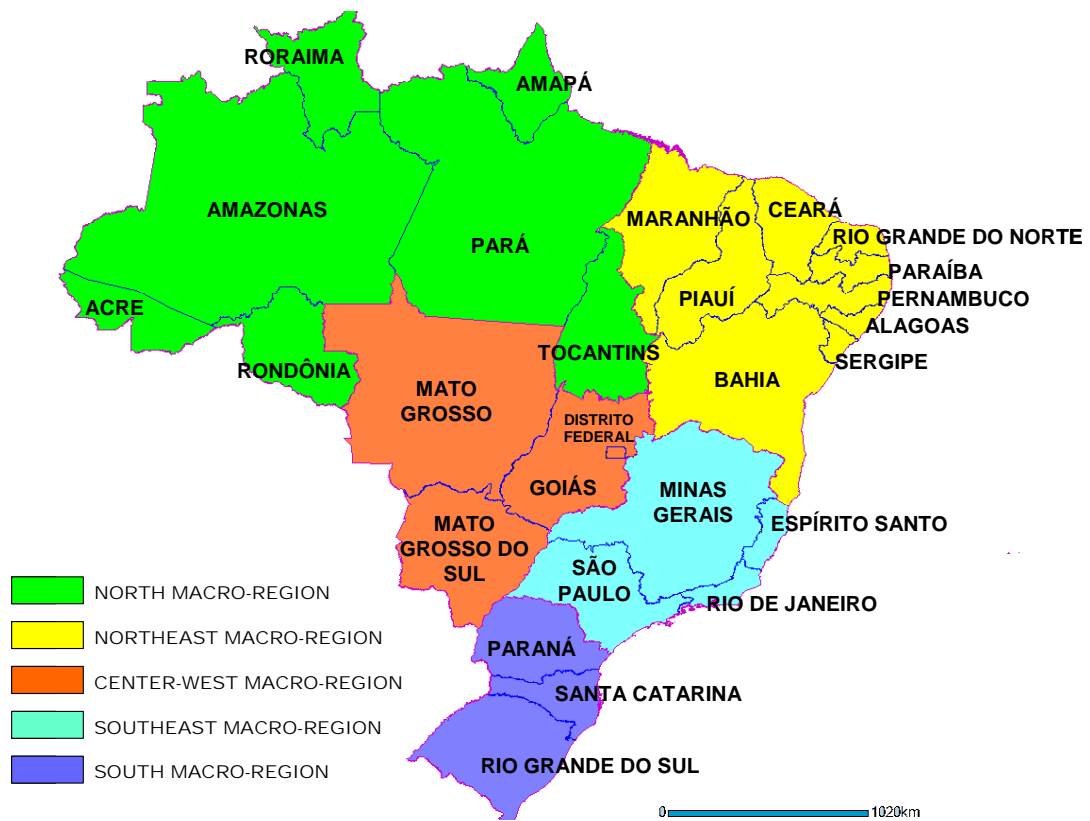 RORAIMA
AMAPÁ
AMAZONAS
PARÁ
MARANHÃO
CEARÁ
RIO GRANDE DO NORTE
PARAÍBA
PERNAMBUCO
ALAGOAS
SERGIPE
PIAUÍ
ACRE
RONDÔNIA
TOCANTINS
BAHIA
MATO
GROSSO
DISTRITO
FEDERAL
GOIÁS
MINAS
GERAIS
ESPÍRITO SANTO
MATO
GROSSO DO
SUL
SÃO
PAULO
RIO DE JANEIRO
PARANÁ
SANTA CATARINA
RIO GRANDE DO SUL
NORTH MACRO-REGION
NORTHEAST MACRO-REGION
CENTER-WEST MACRO-REGION
SOUTHEAST MACRO-REGION
SOUTH MACRO-REGION
0 1020km